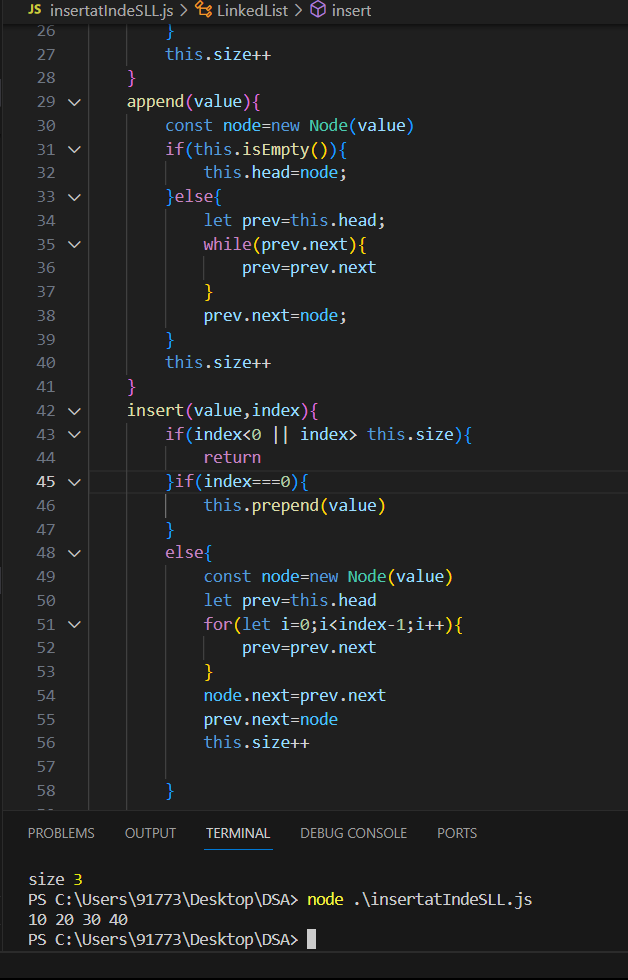 JS insertatIndeSLL.js > LinkedList > insert
26 }
27 this.size++
28 }
29 append(value){
30 const node=new Node(value)
31 if(this.isEmpty()){
32 this.head=node;
33 }else{
34 let prev=this.head;
35 while(prev.next){
36 prev=prev.next
37 }
38 prev.next=node;
39 }
40 this.size++
41 }
42 insert(value,index){
43 if(index<0 || index> this.size){
44 return
45 }if(index===0){
46 this.prepend(value)
47 }
48 else{
49 const node=new Node(value)
50 let prev=this.head
51 for(let i=0;i<index-1;i++){
52 prev=prev.next
53 }
54 node.next=prev.next
55 prev.next=node
56 this.size++
57
58 }
PROBLEMS OUTPUT TERMINAL DEBUG CONSOLE PORTS
size 3
PS C:\Users\91773\Desktop\DSA> node .\insertatIndeSLL.js
10 20 30 40
PS C:\Users\91773\Desktop\DSA>